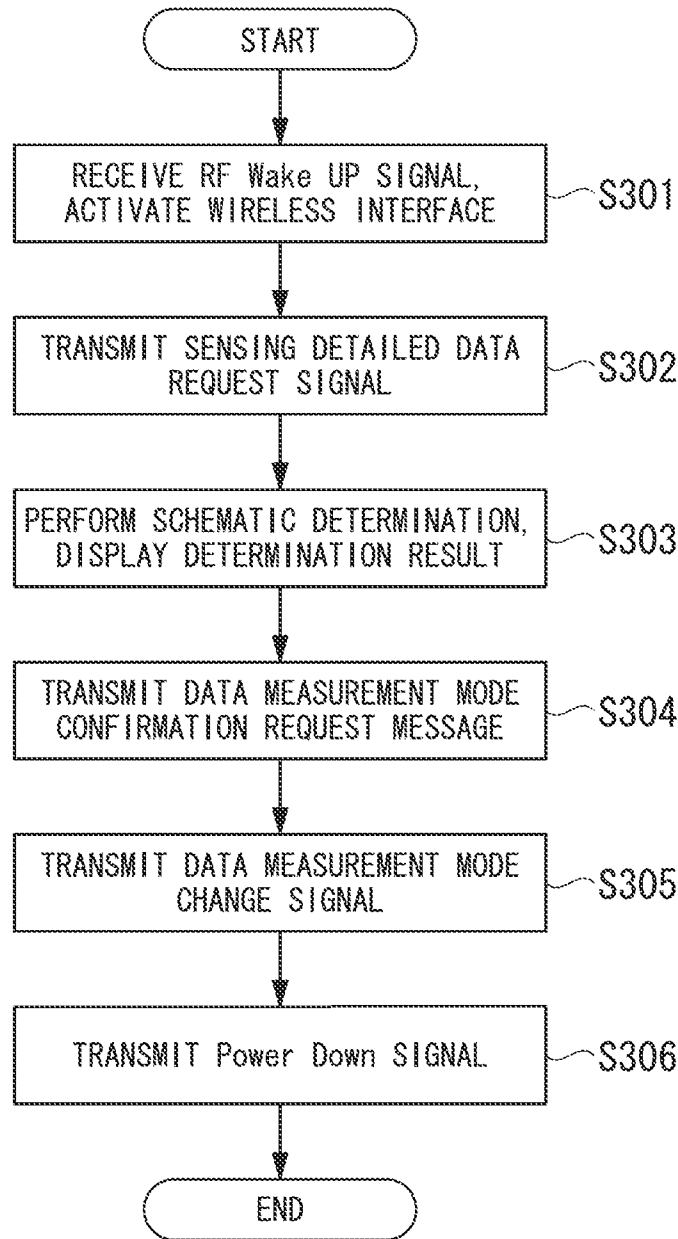 START
RECEIVE RF Wake UP SIGNAL,
ACTIVATE WIRELESS INTERFACE
S301
TRANSMIT SENSING DETAILED DATA
REQUEST SIGNAL
S302
PERFORM SCHEMATIC DETERMINATION,
DISPLAY DETERMINATION RESULT
S303
TRANSMIT DATA MEASUREMENT MODE
CONFIRMATION REQUEST MESSAGE
S304
TRANSMIT DATA MEASUREMENT MODE
CHANGE SIGNAL
S305
TRANSMIT Power Down SIGNAL
S306
END